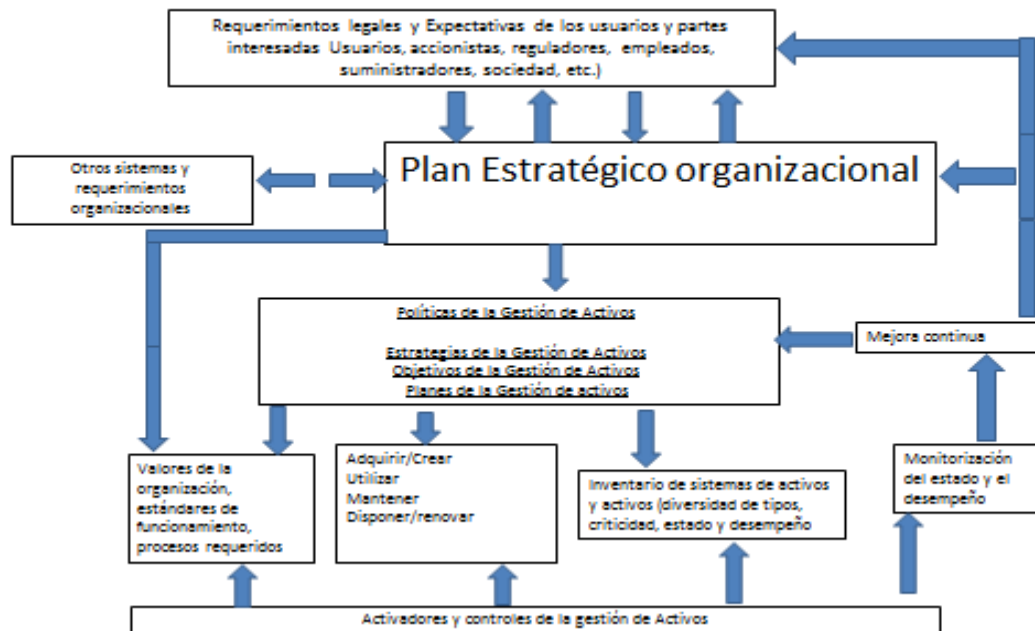 Requerimientos legales y Expectativas de los usuarios y partes
interesadas Usuarios, accionistas, reguladores, empleados,
suministradores, sociedad, etc.)
Otros sistemas y
requerimientos
organizacionales
Plan Estratégico organizacional
Políticas de la Gestión de Activos
Estrategias de la Gestión de Activos
Objetivos de la Gestión de Activos
Planes de la Gestión de activos
Mejora continua
Valores de la
organización,
estándares de
funcionamiento,
procesos requeridos
Adquirir/Crear
Utilizar
Mantener
Disponer/renovar
Inventario de sistemas de activos
y activos (diversidad de tipos,
criticidad, estado y desempeño
Monitorización
del estado y el
desempeño
Activadores y controles de la gestión de Activos